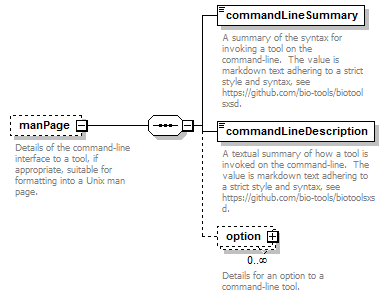 commandLineSummary
A summary of the syntax for
invoking a tool on the
command-line.  The value is
markdown text adhering to a strict
style and syntax, see
https://github.com/bio-tools/biotool
sxsd.
manPage
Details of the command-line
interface to a tool, if
appropriate, suitable for
formatting into a Unix man
page.
commandLineDescription
A textual summary of how a tool is
invoked on the command-line.  The
value is markdown text adhering to
a strict style and syntax, see
https://github.com/bio-tools/biotoolsxs
d.
option
0..∞
Details for an option to a
command-line tool.